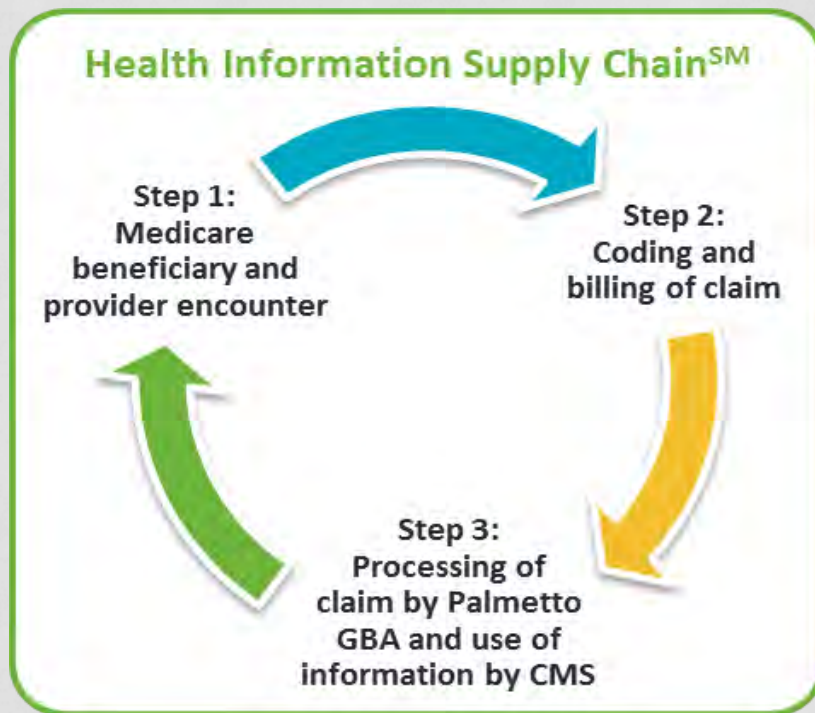 Health Information Supply Chain℠
Step 1:
Medicare
beneficiary and
provider encounter
Step 2:
Coding and
billing of claim
Step 3:
Processing of
claim by Palmetto
GBA and use of
information by CMS